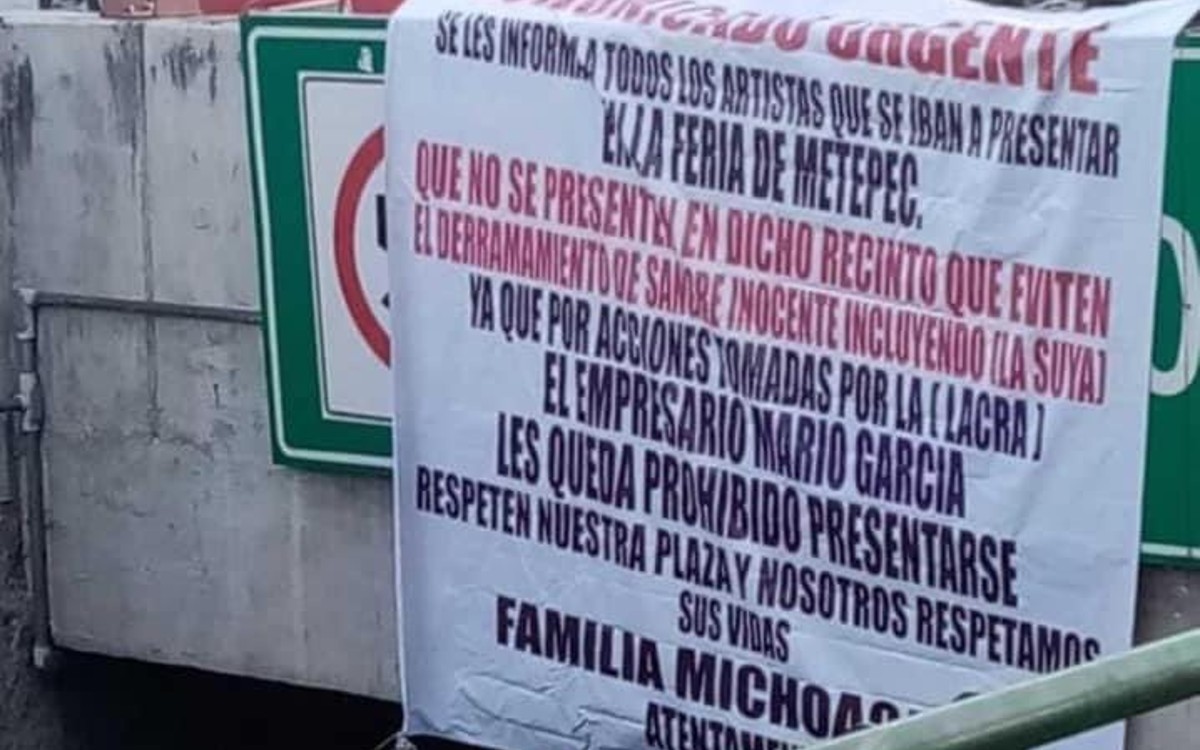 URGENTE
SE LES INFORMA TODOS LOS ARTISTAS QUE SE IBAN A PRESENTAR
LA FERIA DE METEPEC.
QUE NO SE PRESENTEN EN DICHO RECINTO QUE EVITEN
EL DERRAMAMIENTO DE SANGRE INOCENTE INCLUYENDO [LA SUYA]
YA QUE POR ACCIONES TOMADAS POR LA [LACRA]
EL EMPRESARIO MARIO GARCIA
LES QUEDA PROHIBIDO PRESENTARSE
RESPETEN NUESTRA PLAZA Y NOSOTROS RESPETAMOS
SUS VIDAS
FAMILIA